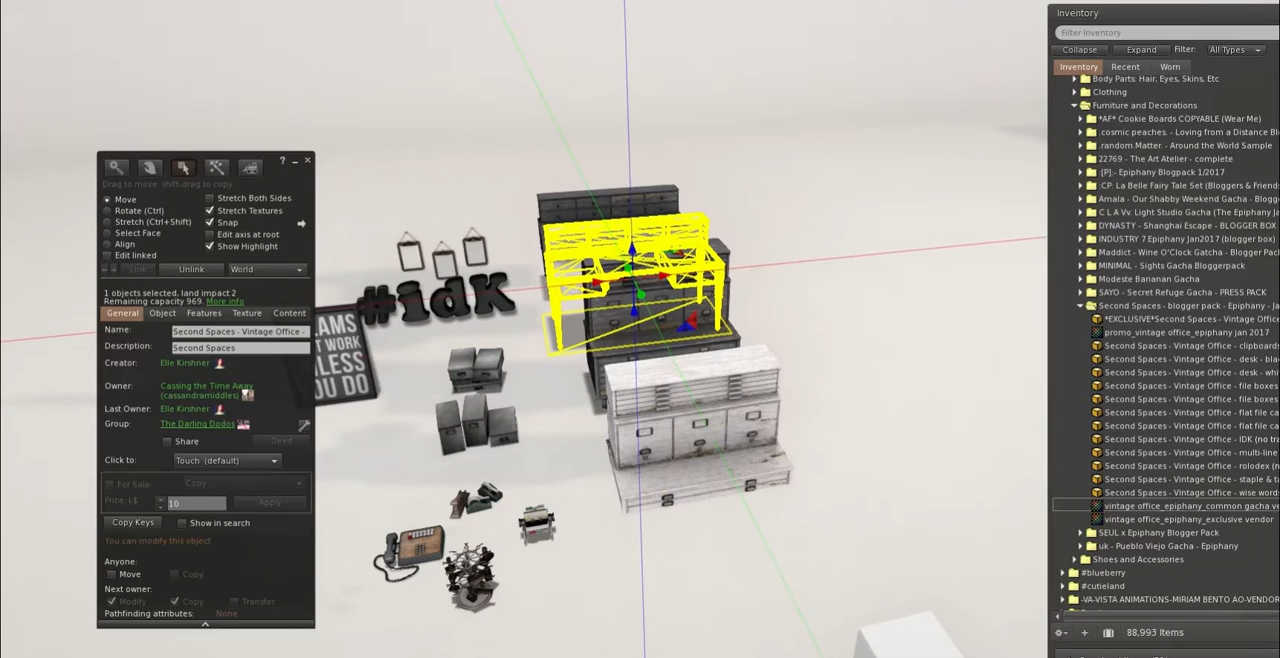 Drag to move, shift-drag to copy
Move
Rotate (Ctrl)
Stretch (Ctrl+Shift)
Select Face
Align
Edit linked
Stretch Both Sides
Stretch Textures
Snap
Edit axis at root
Show Highlight
Link
Unlink
World
1 objects selected, land impact 2
Remaining capacity 969. More info
General
Object
Features
Texture
Content
Name: Second Spaces - Vintage Office -
Description: Second Spaces
Creator: Elle Kirshner
Owner: Cassing the Time Away
(cassandramiddles)
Last Owner: Elle Kirshner
Group: The Darling Dodos
Share
Deed
Click to: Touch (default)
For Sale: Copy
Price: L$ 10 Apply
Copy Keys
Show in search
You can modify this object
Anyone:
Move
Copy
Next owner:
Modify
Copy
Transfer
Pathfinding attributes: None
#idK
AMS
T WORK
LESS
U DO
Inventory
Filter Inventory
Collapse
Expand
Filter:
All Types
Inventory
Recent
Worn
Body Parts: Hair, Eyes, Skins, Etc
Clothing
Furniture and Decorations
*AF* Cookie Boards COPYABLE (Wear Me)
.cosmic peaches. - Loving from a Distance Bl
.random.Matter. - Around the World Sample
22769 - The Art Atelier - complete
[P]:- Epiphany Blogpack 1/2017
:CP: La Belle Fairy Tale Set (Bloggers & Friend
Amala - Our Shabby Weekend Gacha - Blogg
C L A Vv. Light Studio Gacha (The Epiphany Ja
DYNASTY - Starship Escape - BLOGGER BOX
INDUSTRY 7 Epiphany Jan2017 (blogger box)
Maddict - Wine O'Clock Gatcha - Blogger Pac
MINIMAL - Sights Gacha Bloggerpack
Modeste Bananan Gacha
SAYO - Secret Refuge Gacha - PRESS PACK
Second Spaces - blogger pack - Epiphany - Ja
*EXCLUSIVE*Second Spaces - Vintage Office
promo_vintage office_epiphany jan 2017
Second Spaces - Vintage Office - clipboards
Second Spaces - Vintage Office - desk - bla
Second Spaces - Vintage Office - desk - whi
Second Spaces - Vintage Office - file boxes
Second Spaces - Vintage Office - file boxes
Second Spaces - Vintage Office - flat file ca
Second Spaces - Vintage Office - flat file ca
Second Spaces - Vintage Office - IDK (no tra
Second Spaces - Vintage Office - multi-line
Second Spaces - Vintage Office - rolodex (n
Second Spaces - Vintage Office - staple & ta
Second Spaces - Vintage Office - wise word
vintage office_epiphany_common gacha ve
vintage office_epiphany_exclusive vendor
SEUL x Epiphany Blogger Pack
uk - Pueblo Viejo Gacha - Epiphany
Shoes and Accessories
#blueberry
#cutieland
-VA-VISTA ANIMATIONS-MIRIAM BENTO AO-VENDOR
88,993 Items